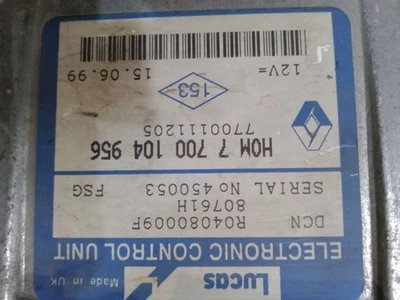 Lucas
Made in UK
ELECTRONIC CONTROL UNIT
DCN R04080009F
80761H
SERIAL No 450053 FSG
HOM 7 700 104 956
7700111205
153
12V= 15.06.99